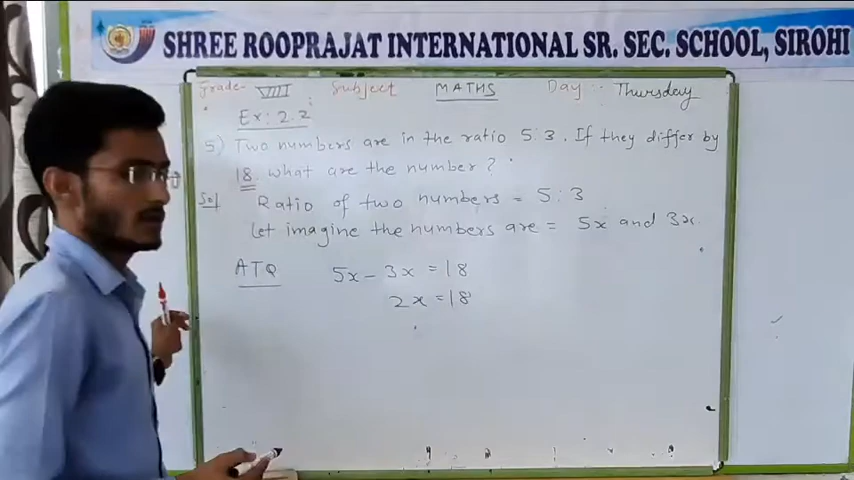 SHREE ROOPRAJAT INTERNATIONAL SR. SEC. SCHOOL, SIROHI
Grade- VIII Subject MATHS Day :- Thursday
Ex: 2.2
5) Two numbers are in the ratio 5:3. If they differ by
18. what are the number?
Sol Ratio of two numbers = 5:3
Let imagine the numbers are = 5x and 3x.
ATQ 5x - 3x = 18
2x = 18